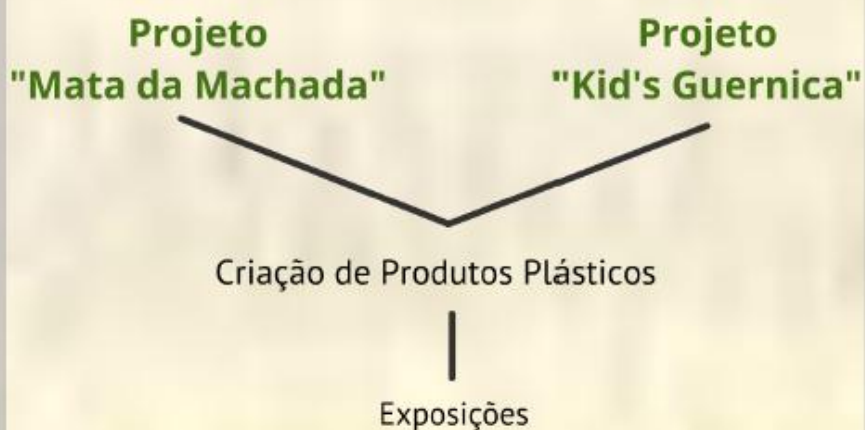 Projeto
"Mata da Machada"
Projeto
"Kid's Guernica"
Criação de Produtos Plásticos
Exposições